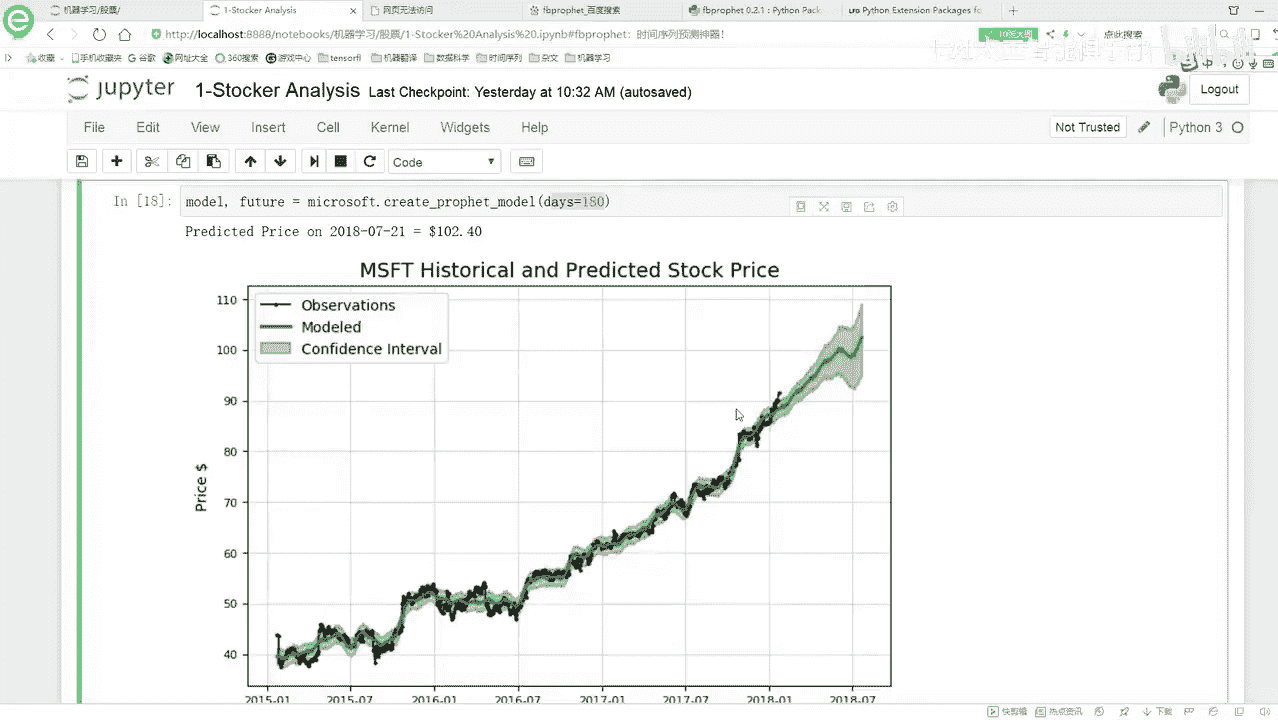 机器学习/股票/
1-Stocker Analysis
网页无法访问
fbprophet_百度搜索
fbprophet 0.2.1 : Python Pack
Python Extension Packages fo
http://localhost:8888/notebooks/机器学习/股票/1-Stocker%20Analysis%20.ipynb#fbprophet：时间序列预测神器！
点此搜索
收藏
手机收藏夹
谷歌
网址大全
360搜索
游戏中心
tensorfl
机器翻译
数据科学
时间序列
杂文
机器学习
jupyter
1-Stocker Analysis
Last Checkpoint: Yesterday at 10:32 AM (autosaved)
Logout
File Edit View Insert Cell Kernel Widgets Help
Not Trusted
Python 3
Code
In [18]: model, future = microsoft.create_prophet_model(days=180)
Predicted Price on 2018-07-21 = $102.40
MSFT Historical and Predicted Stock Price
Observations
Modeled
Confidence Interval
110
100
90
80
70
60
50
40
Price $
2015-01 2015-07 2016-01 2016-07 2017-01 2017-07 2018-01 2018-07
快剪辑
热点资讯
下载